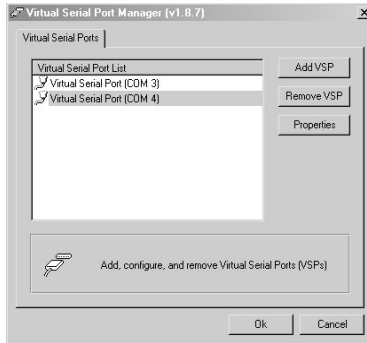 Virtual Serial Port Manager (v1.8.7)
Virtual Serial Ports
Virtual Serial Port List
Virtual Serial Port (COM 3)
Virtual Serial Port (COM 4)
Add VSP
Remove VSP
Properties
Add, configure, and remove Virtual Serial Ports (VSPs)
Ok
Cancel